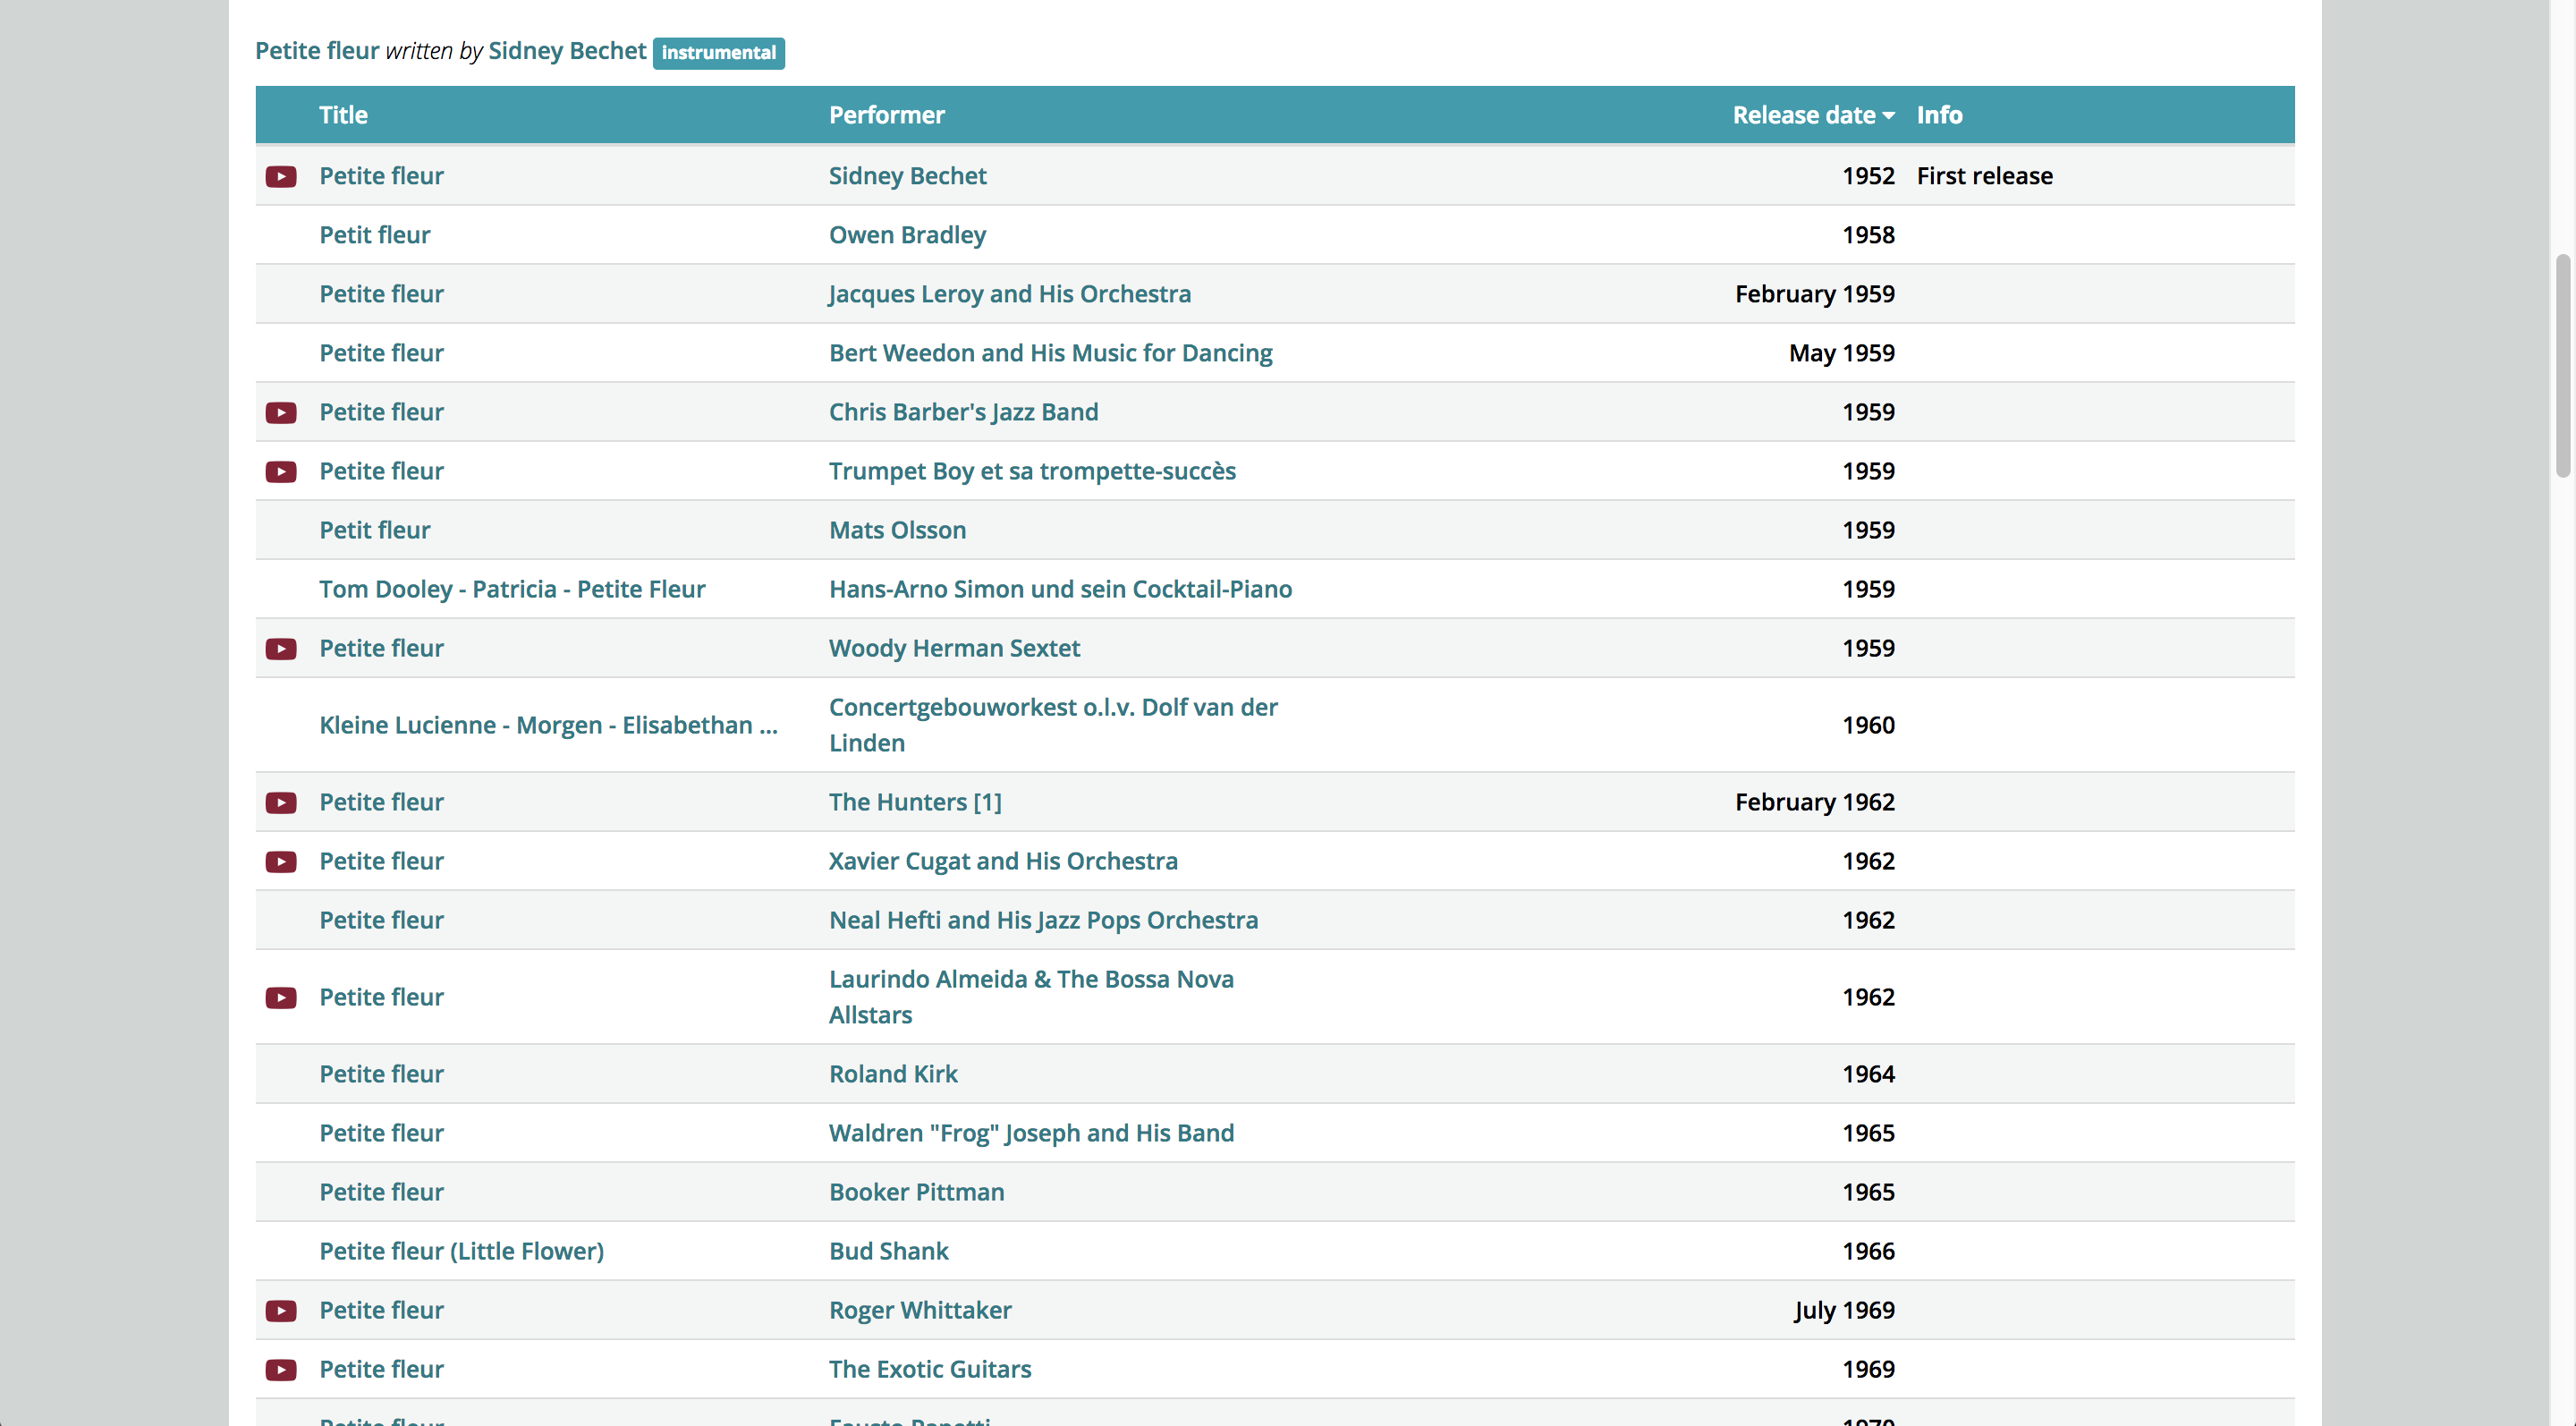 Petite fleur written by Sidney Bechet instrumental
Title Performer Release date Info
Petite fleur Sidney Bechet 1952 First release
Petit fleur Owen Bradley 1958
Petite fleur Jacques Leroy and His Orchestra February 1959
Petite fleur Bert Weedon and His Music for Dancing May 1959
Petite fleur Chris Barber's Jazz Band 1959
Petite fleur Trumpet Boy et sa trompette-succès 1959
Petit fleur Mats Olsson 1959
Tom Dooley - Patricia - Petite Fleur Hans-Arno Simon und sein Cocktail-Piano 1959
Petite fleur Woody Herman Sextet 1959
Kleine Lucienne - Morgen - Elisabethan ... Concertgebouworkest o.l.v. Dolf van der
Linden 1960
Petite fleur The Hunters [1] February 1962
Petite fleur Xavier Cugat and His Orchestra 1962
Petite fleur Neal Hefti and His Jazz Pops Orchestra 1962
Petite fleur Laurindo Almeida & The Bossa Nova
Allstars 1962
Petite fleur Roland Kirk 1964
Petite fleur Waldren "Frog" Joseph and His Band 1965
Petite fleur Booker Pittman 1965
Petite fleur (Little Flower) Bud Shank 1966
Petite fleur Roger Whittaker July 1969
Petite fleur The Exotic Guitars 1969
Petite fleur 1970